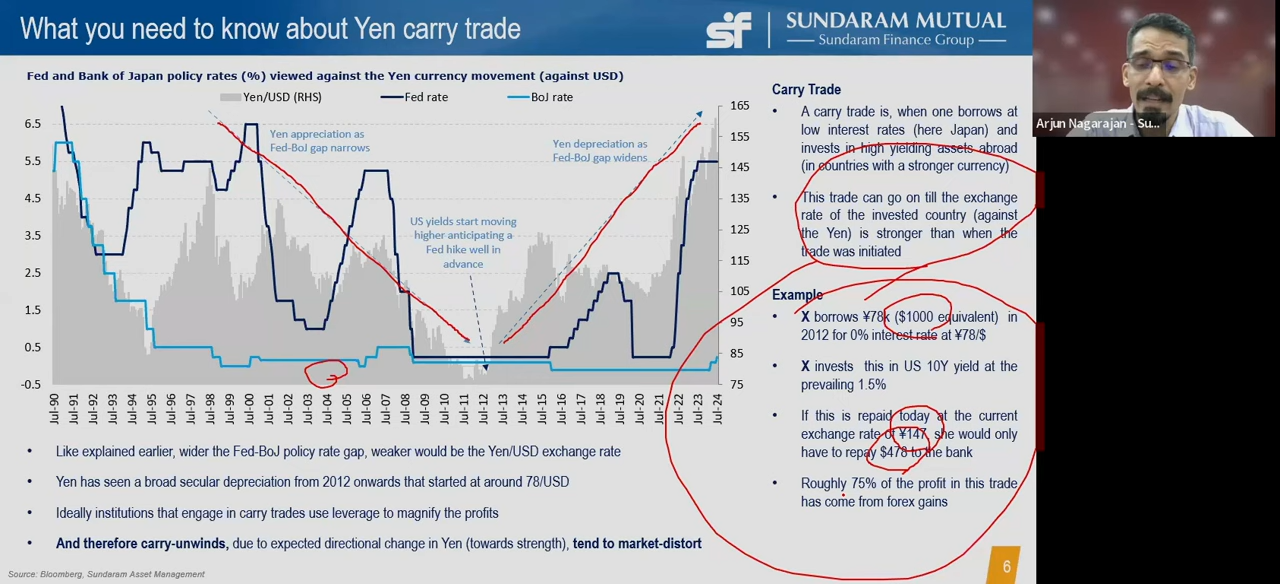 What you need to know about Yen carry trade
sf
SUNDARAM MUTUAL
Sundaram Finance Group
Fed and Bank of Japan policy rates (%) viewed against the Yen currency movement (against USD)
Yen/USD (RHS) Fed rate BoJ rate
6.5
5.5
4.5
3.5
2.5
1.5
0.5
-0.5
165
155
145
135
125
115
105
95
85
75
Yen appreciation as
Fed-BoJ gap narrows
Yen depreciation as
Fed-BoJ gap widens
US yields start moving
higher anticipating a
Fed hike well in
advance
Jul-90 Jul-91 Jul-92 Jul-93 Jul-94 Jul-95 Jul-96 Jul-97 Jul-98 Jul-99 Jul-00 Jul-01 Jul-02 Jul-03 Jul-04 Jul-05 Jul-06 Jul-07 Jul-08 Jul-09 Jul-10 Jul-11 Jul-12 Jul-13 Jul-14 Jul-15 Jul-16 Jul-17 Jul-18 Jul-19 Jul-20 Jul-21 Jul-22 Jul-23 Jul-24
• Like explained earlier, wider the Fed-BoJ policy rate gap, weaker would be the Yen/USD exchange rate
• Yen has seen a broad secular depreciation from 2012 onwards that started at around 78/USD
• Ideally institutions that engage in carry trades use leverage to magnify the profits
• And therefore carry-unwinds, due to expected directional change in Yen (towards strength), tend to market-distort
Source: Bloomberg, Sundaram Asset Management
Carry Trade
• A carry trade is, when one borrows at
low interest rates (here Japan) and
invests in high yielding assets abroad
(in countries with a stronger currency)
• This trade can go on till the exchange
rate of the invested country (against
the Yen) is stronger than when the
trade was initiated
Example
• X borrows ¥78k ($1000 equivalent) in
2012 for 0% interest rate at ¥78/$
• X invests this in US 10Y yield at the
prevailing 1.5%
• If this is repaid today at the current
exchange rate of ¥147, she would only
have to repay $478 to the bank
• Roughly 75% of the profit in this trade
has come from forex gains
6
Arjun Nagarajan - Su...